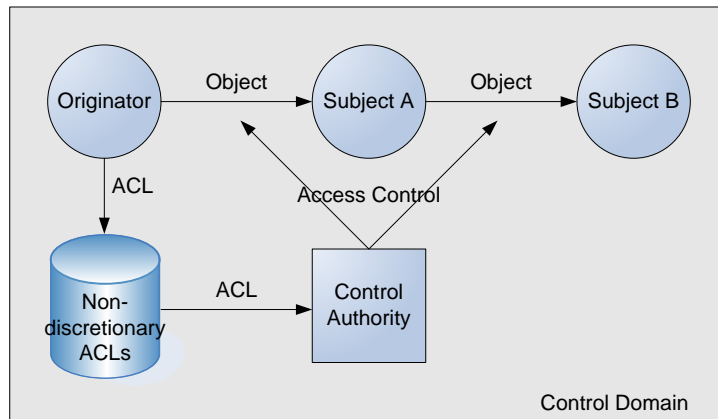 Object
Object
Originator
Subject A
Subject B
ACL
Access Control
Non-
discretionary
ACLs
ACL
Control
Authority
Control Domain